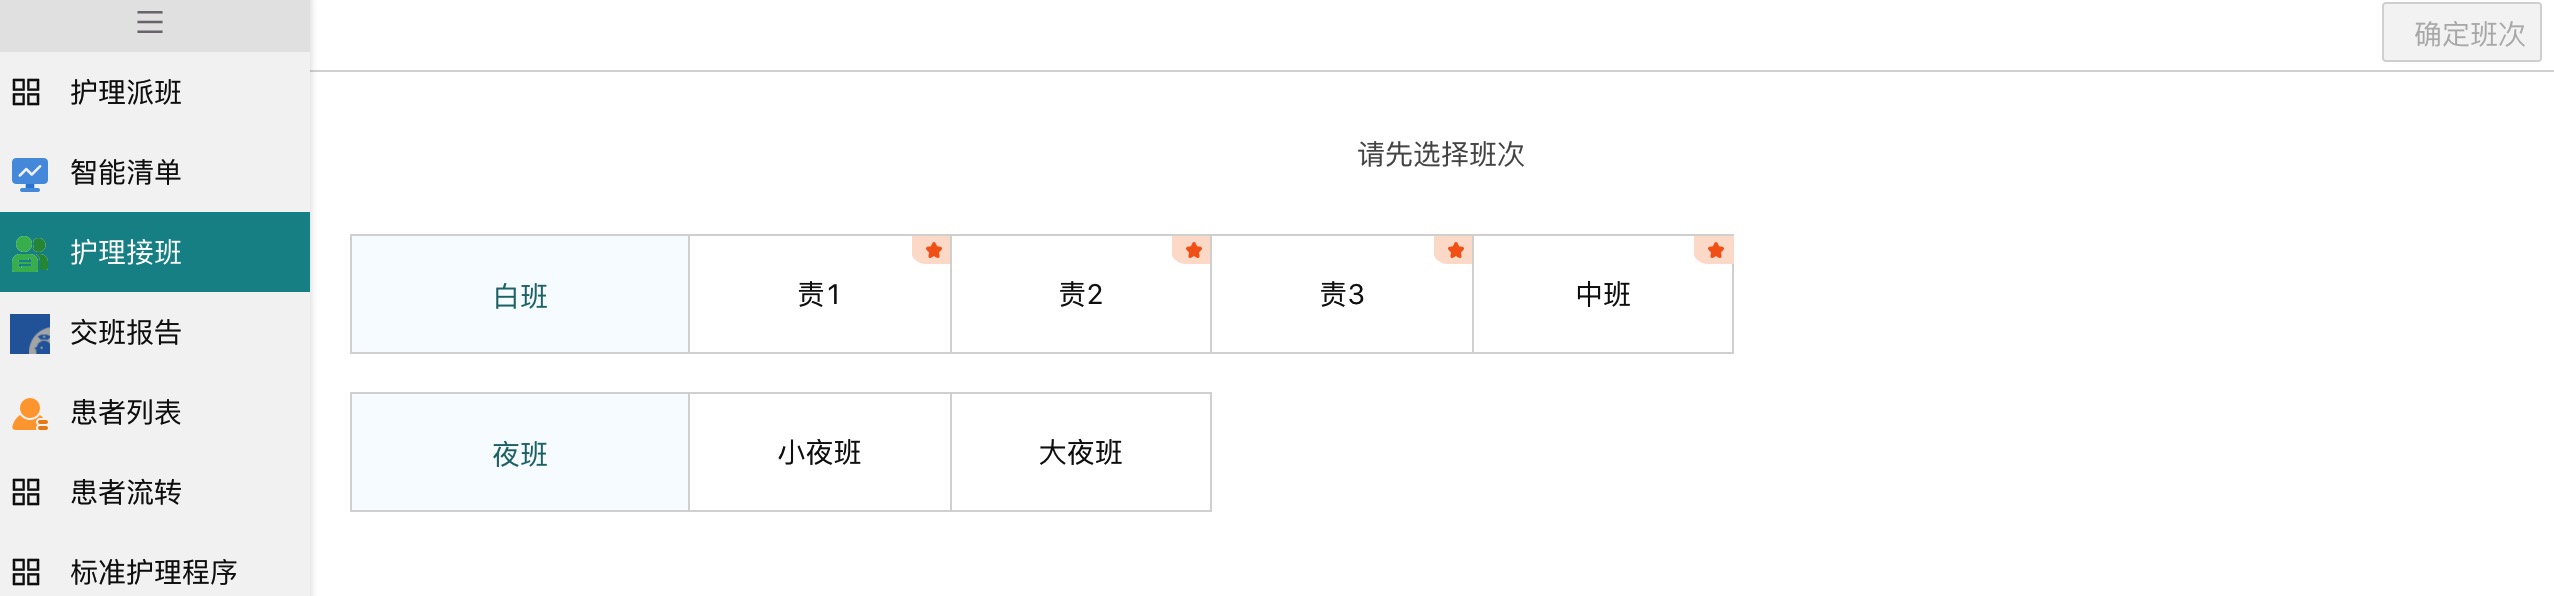 确定班次
护理派班
智能清单
护理接班
交班报告
患者列表
患者流转
标准护理程序
请先选择班次
白班 责1 责2 责3 中班
夜班 小夜班 大夜班